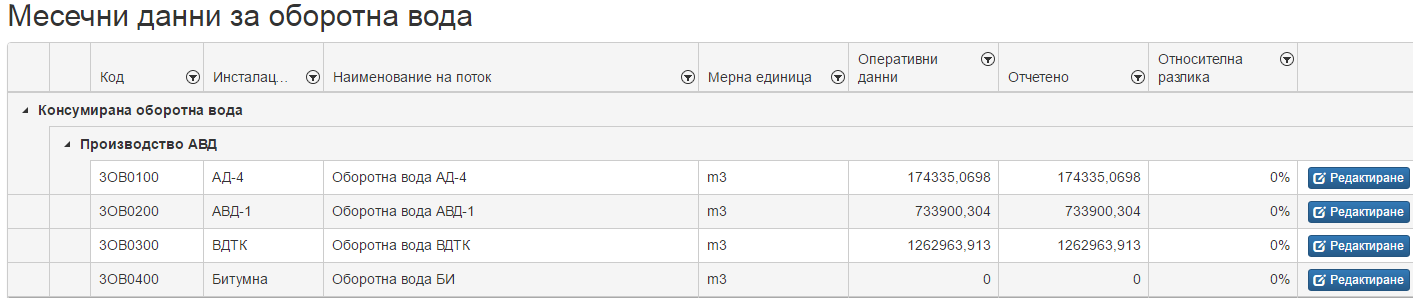 Месечни данни за оборотна вода
Код Инсталац... Наименование на поток Мерна единица Оперативни данни Отчетено Относителна разлика
Консумирана оборотна вода
Производство АВД
ЗОВ0100 АД-4 Оборотна вода АД-4 m3 174335,0698 174335,0698 0% Редактиране
ЗОВ0200 АВД-1 Оборотна вода АВД-1 m3 733900,304 733900,304 0% Редактиране
ЗОВ0300 ВДТК Оборотна вода ВДТК m3 1262963,913 1262963,913 0% Редактиране
ЗОВ0400 Битумна Оборотна вода БИ m3 0 0 0% Редактиране